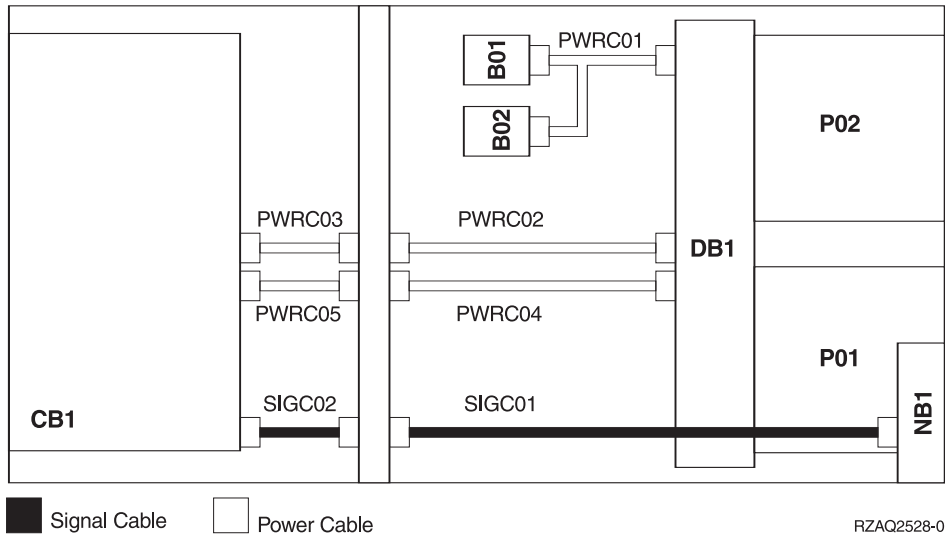 PWRC01
B01
B02
P02
PWRC03
PWRC02
DB1
PWRC05
PWRC04
P01
SIGC02
SIGC01
CB1
NB1
Signal Cable
Power Cable
RZAQ2528-0